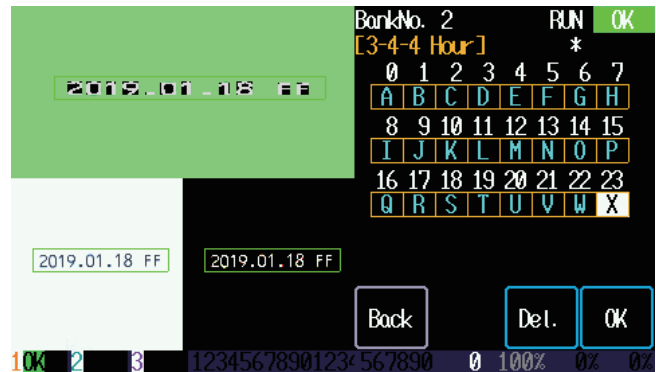 BankNo. 2 RUN OK
[3-4-4 Hour] *
0 1 2 3 4 5 6 7
A B C D E F G H
8 9 10 11 12 13 14 15
I J K L M N O P
16 17 18 19 20 21 22 23
Q R S T U V W X
2019.01.18 FF
2019.01.18 FF
2019.01.18 FF
Back Del. OK
1OK 2 3 12345678901234567890 0 100% 0% 0%